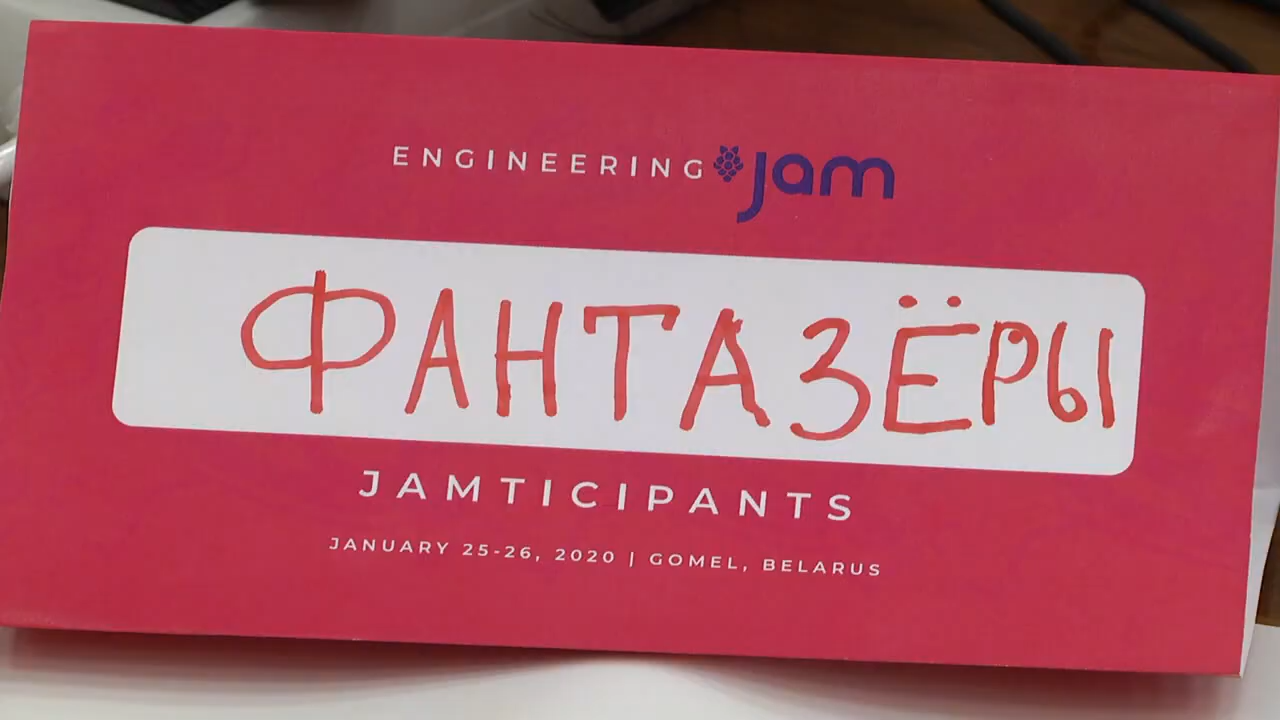 ENGINEERING jam
ФАНТАЗЁРЫ
JAMTICIPANTS
JANUARY 25-26, 2020 | GOMEL, BELARUS